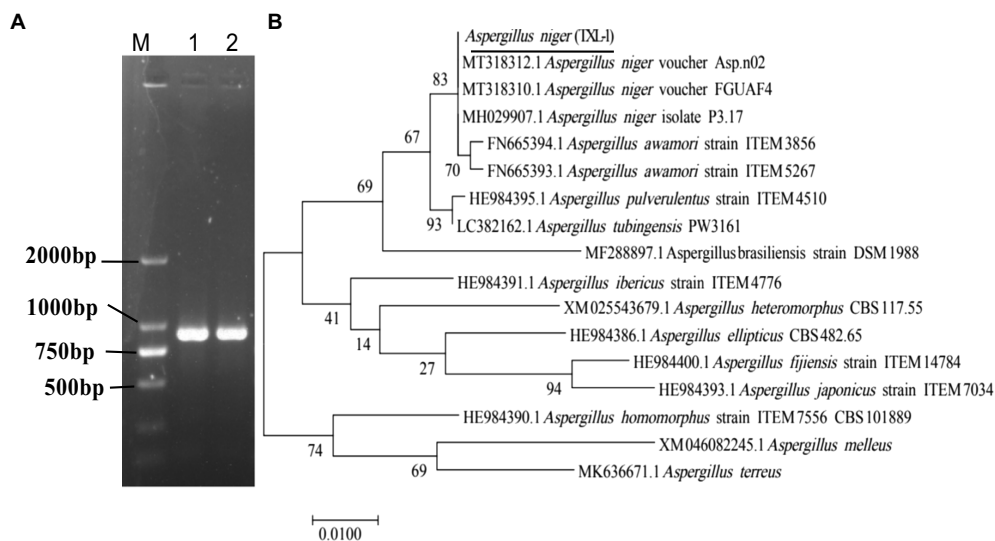 A
B
M 1 2
2000bp
1000bp
750bp
500bp
Aspergillus niger (TXL-I)
MT318312.1 Aspergillus niger voucher Asp.n02
MT318310.1 Aspergillus niger voucher FGUAF4
MH029907.1 Aspergillus niger isolate P3.17
FN665394.1 Aspergillus awamori strain ITEM 3856
FN665393.1 Aspergillus awamori strain ITEM 5267
HE984395.1 Aspergillus pulverulentus strain ITEM 4510
LC382162.1 Aspergillus tubingensis PW3161
MF288897.1 Aspergillus brasiliensis strain DSM 1988
HE984391.1 Aspergillus ibericus strain ITEM 4776
XM025543679.1 Aspergillus heteromorphus CBS 117.55
HE984386.1 Aspergillus ellipticus CBS 482.65
HE984400.1 Aspergillus fijiensis strain ITEM 14784
HE984393.1 Aspergillus japonicus strain ITEM 7034
HE984390.1 Aspergillus homomorphus strain ITEM 7556 CBS 101889
XM046082245.1 Aspergillus melleus
MK636671.1 Aspergillus terreus
83
67
70
69
93
41
14
27
94
74
69
0.0100